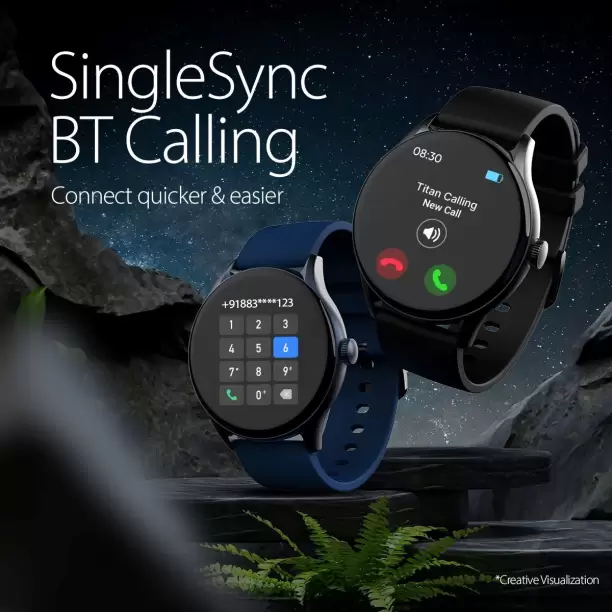 SingleSync
BT Calling
Connect quicker & easier
08:30
Titan Calling
New Call
+91883****123
1 2 3
4 5 6
7* 8 9#
0+
*Creative Visualization